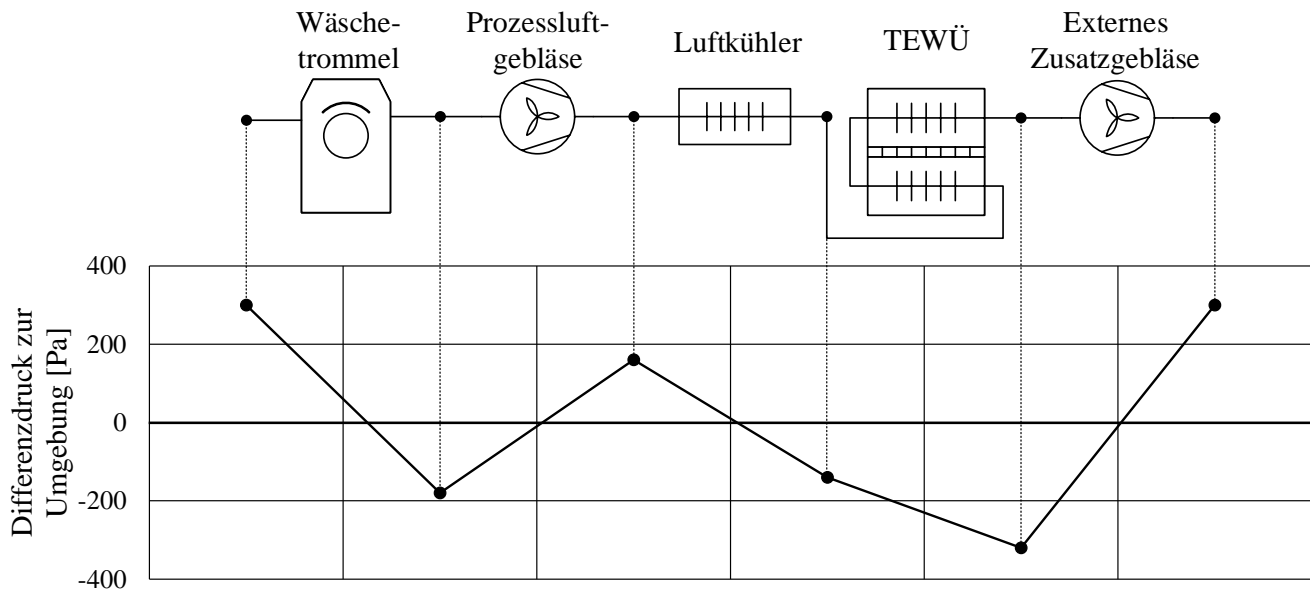 Wäsche-
trommel
Prozessluft-
gebläse
Luftkühler
TEWÜ
Externes
Zusatzgebläse
Differenzdruck zur
Umgebung [Pa]
400
200
0
-200
-400